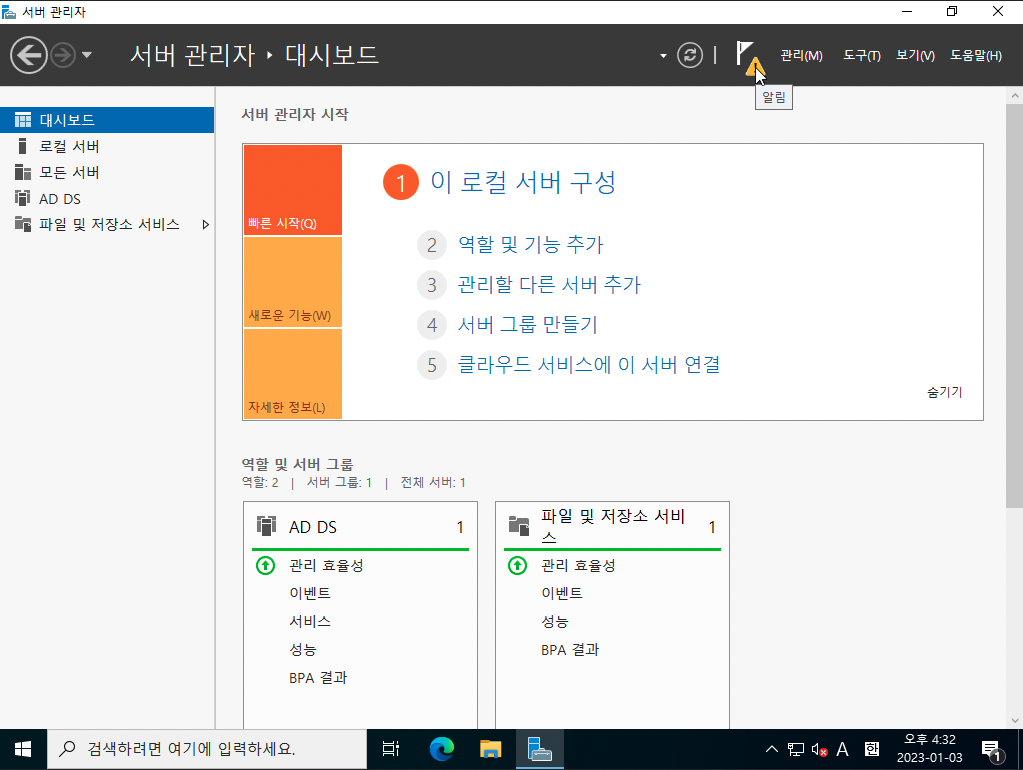 서버 관리자
서버 관리자 ‣ 대시보드
관리(M) 도구(T) 보기(V) 도움말(H)
알림
대시보드
로컬 서버
모든 서버
AD DS
파일 및 저장소 서비스
서버 관리자 시작
빠른 시작(Q)
새로운 기능(W)
자세한 정보(L)
1 이 로컬 서버 구성
2 역할 및 기능 추가
3 관리할 다른 서버 추가
4 서버 그룹 만들기
5 클라우드 서비스에 이 서버 연결
숨기기
역할 및 서버 그룹
역할: 2 | 서버 그룹: 1 | 전체 서버: 1
AD DS 1
관리 효율성
이벤트
서비스
성능
BPA 결과
파일 및 저장소 서비
스
1
관리 효율성
이벤트
성능
BPA 결과
검색하려면 여기에 입력하세요.
A 한
오후 4:32
2023-01-03
1